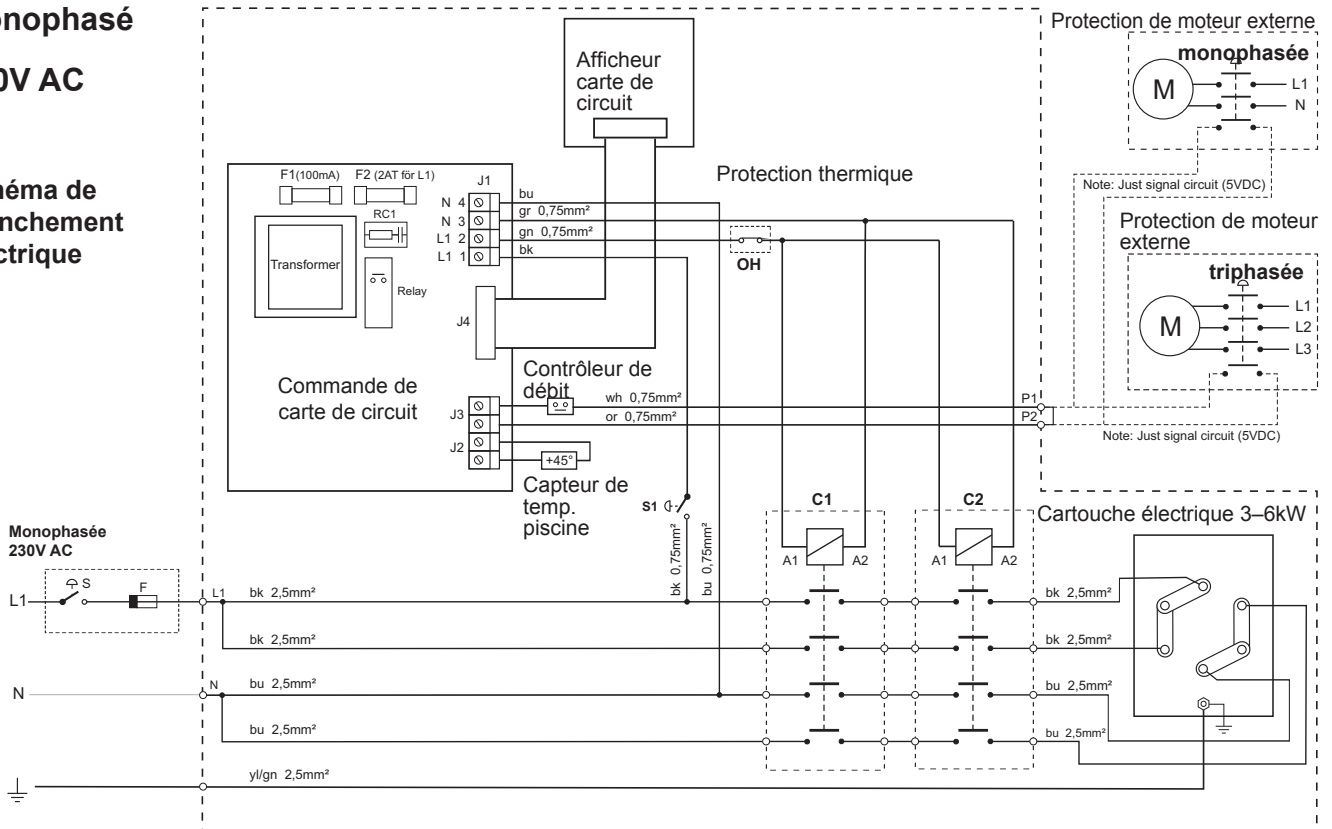 onophasé
0V AC
néma de
nchement
ctrique
Afficheur
carte de
circuit
F1(100mA)
F2 (2AT för L1)
J1
RC1
Transformer
Relay
N 4
N 3
L1 2
L1 1
bu
gr 0,75mm²
gn 0,75mm²
bk
J4
Commande de
carte de circuit
Protection thermique
OH
Contrôleur de
débit
J3
J2
wh 0,75mm²
or 0,75mm²
+45°
Capteur de
temp.
piscine
P1
P2
S1
bk 0,75mm²
bu 0,75mm²
C1
A1
A2
C2
A1
A2
Protection de moteur externe
monophasée
M
L1
N
Note: Just signal circuit (5VDC)
Protection de moteur
externe
triphasée
M
L1
L2
L3
Note: Just signal circuit (5VDC)
Cartouche électrique 3–6kW
Monophasée
230V AC
S
F
L1
L1
bk 2,5mm²
bk 2,5mm²
bk 2,5mm²
bk 2,5mm²
N
N
bu 2,5mm²
bu 2,5mm²
bu 2,5mm²
bu 2,5mm²
yl/gn 2,5mm²